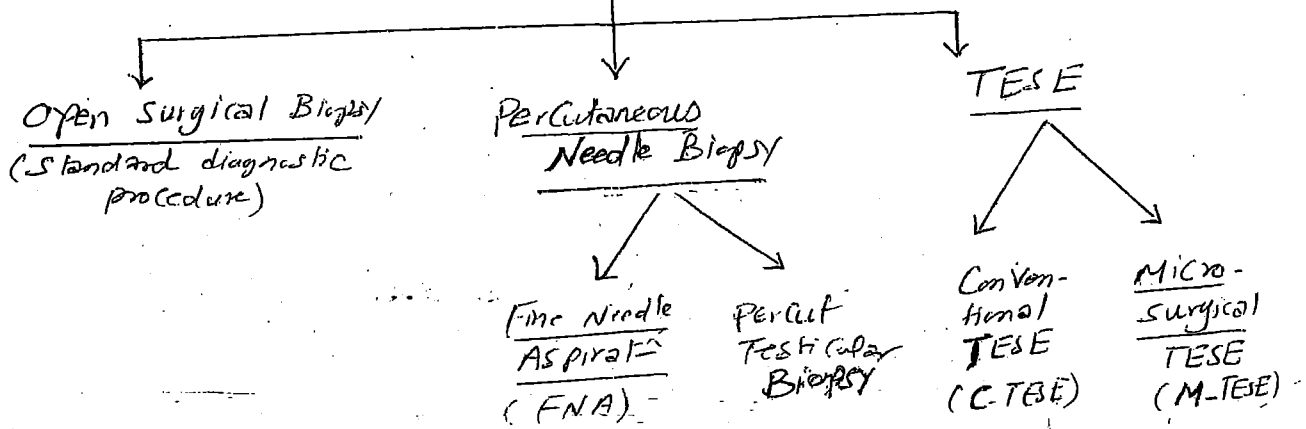 Open Surgical Biopsy
(Standard diagnostic
procedure)
Percutaneous
Needle Biopsy
TESE
Fine Needle
Aspirat=
(FNA)
Percut
Testicular
Biopsy
Conven-
tional
TESE
(C-TESE)
Micro-
surgical
TESE
(M-TESE)